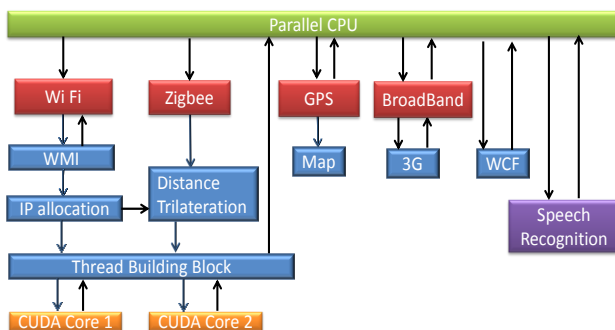 Parallel CPU
Wi Fi
Zigbee
GPS
BroadBand
WMI
Map
3G
WCF
Distance
Trilateration
IP allocation
Speech
Recognition
Thread Building Block
CUDA Core 1
CUDA Core 2